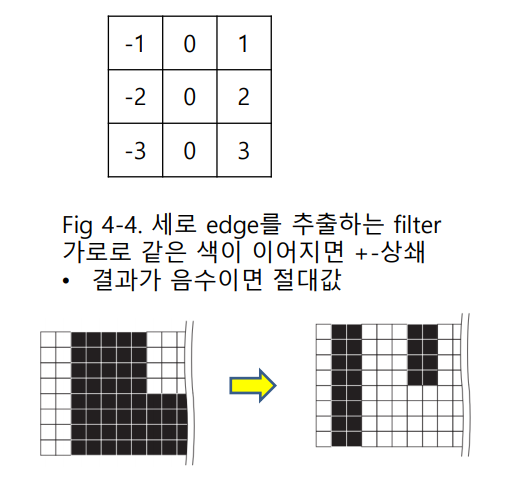 -1 0 1
-2 0 2
-3 0 3
Fig 4-4. 세로 edge를 추출하는 filter
가로로 같은 색이 이어지면 +-상쇄
• 결과가 음수이면 절대값